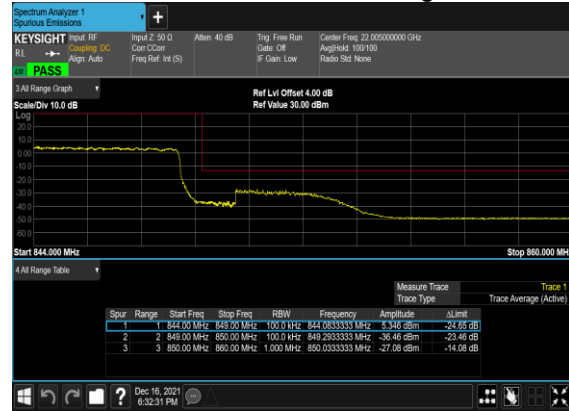 Spectrum Analyzer 1
Spurious Emissions
+
KEYSIGHT Input: RF Input Z: 50 Ω Atten: 40 dB Trig: Free Run Center Freq: 22.005000000 GHz
RL Coupling: DC Corr CCorr Gate: Off Avg|Hold: 100/100
Align: Auto Freq Ref: Int (S) IF Gain: Low Radio Std: None
PASS
3 All Range Graph
Ref Lvl Offset 4.00 dB
Scale/Div 10.0 dB Ref Value 30.00 dBm
Log
20.0
10.0
0.00
-10.0
-20.0
-30.0
-40.0
-50.0
-60.0
Start 844.000 MHz Stop 860.000 MH
4 All Range Table
Measure Trace Trace 1
Trace Type Trace Average (Active)
Spur Range Start Freq Stop Freq RBW Frequency Amplitude ΔLimit
1 1 844.00 MHz 849.00 MHz 100.0 kHz 844.0833333 MHz 5.346 dBm -24.65 dB
2 2 849.00 MHz 850.00 MHz 100.0 kHz 849.2933333 MHz -36.46 dBm -23.46 dB
3 3 850.00 MHz 860.00 MHz 1.000 MHz 850.0333333 MHz -27.08 dBm -14.08 dB
? Dec 16, 2021
6:32:31 PM